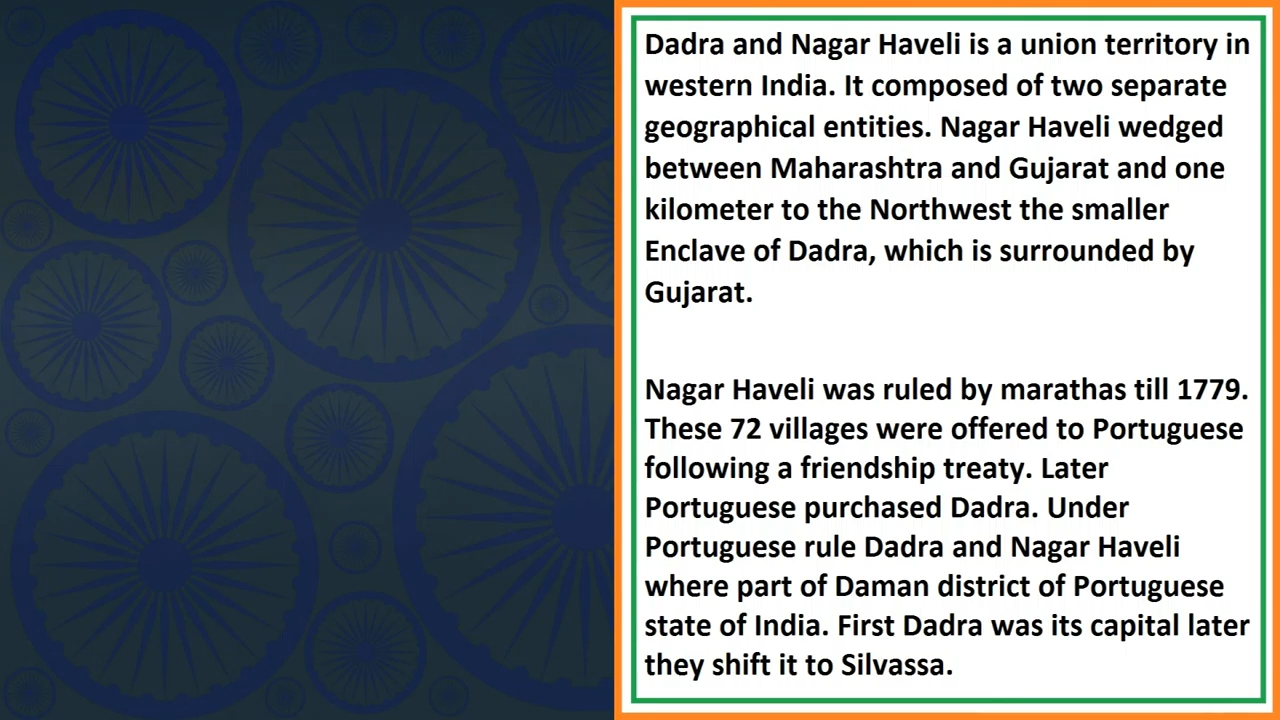 Dadra and Nagar Haveli is a union territory in
western India. It composed of two separate
geographical entities. Nagar Haveli wedged
between Maharashtra and Gujarat and one
kilometer to the Northwest the smaller
Enclave of Dadra, which is surrounded by
Gujarat.
Nagar Haveli was ruled by marathas till 1779.
These 72 villages were offered to Portuguese
following a friendship treaty. Later
Portuguese purchased Dadra. Under
Portuguese rule Dadra and Nagar Haveli
where part of Daman district of Portuguese
state of India. First Dadra was its capital later
they shift it to Silvassa.